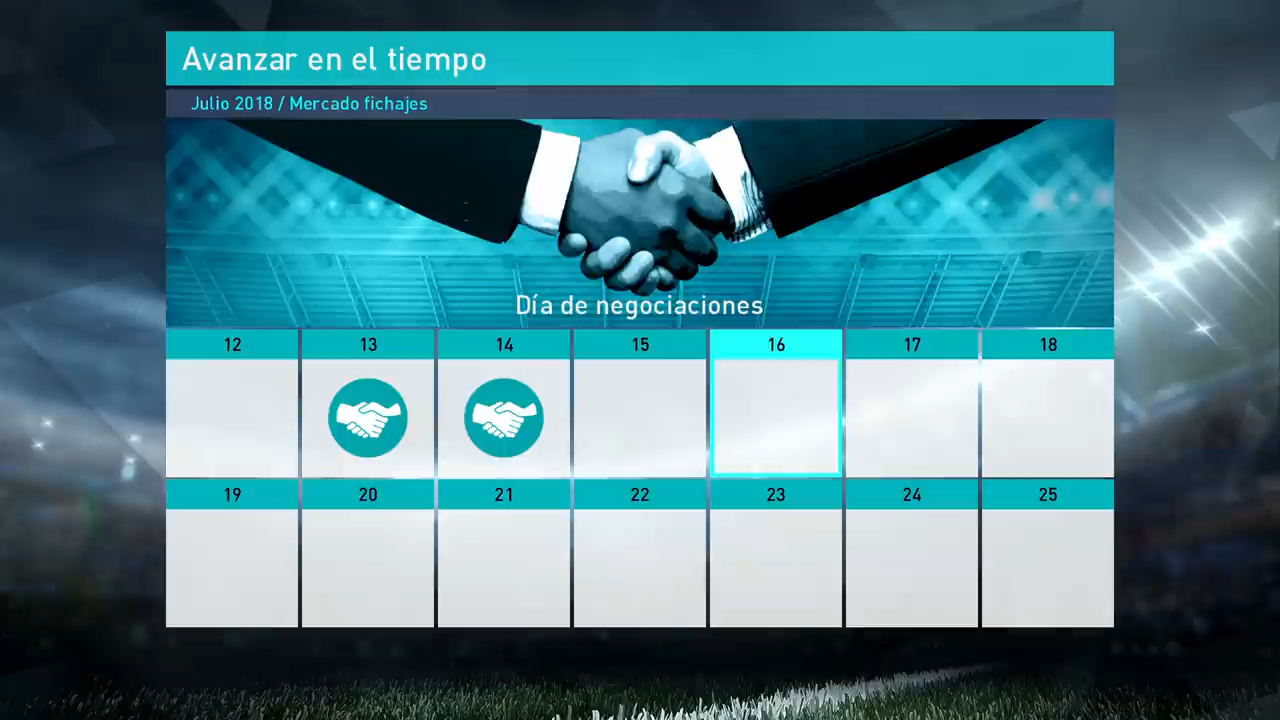 Avanzar en el tiempo
Julio 2018 / Mercado fichajes
Día de negociaciones
12 13 14 15 16 17 18
19 20 21 22 23 24 25